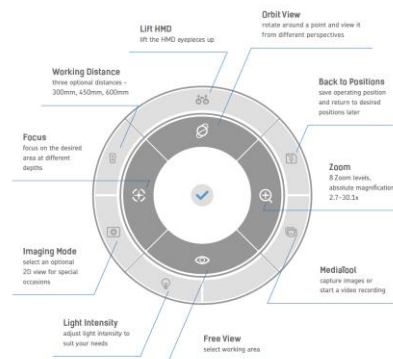 Lift HMD
lift the HMD eyepieces up
Orbit View
rotate around a point and view it
from different perspectives
Working Distance
three optional distances –
300mm, 450mm, 600mm
Back to Positions
save operating position
and return to desired
positions later
Focus
focus on the desired
area at different
depths
Zoom
8 Zoom levels,
absolute magnification
2.7-30.1x
Imaging Mode
select an optional
2D view for special
occasions
MediaTool
capture images or
start a video recording
Light Intensity
adjust light intensity to
suit your needs
Free View
select working area